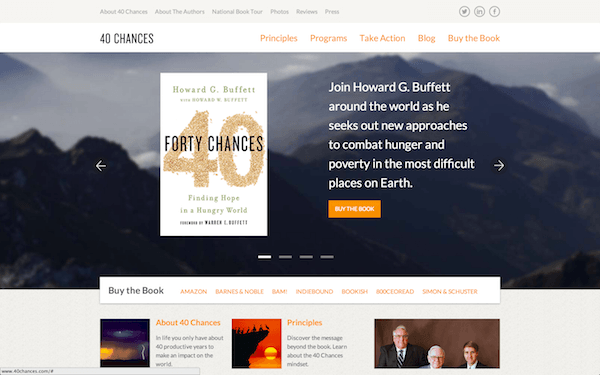 About 40 Chances About The Authors National Book Tour Photos Reviews Press
40 CHANCES
Principles Programs Take Action Blog Buy the Book
Howard G. Buffett
WITH HOWARD W. BUFFETT
40
FORTY CHANCES
Finding Hope
in a Hungry World
FOREWORD BY WARREN E. BUFFETT
Join Howard G. Buffett
around the world as he
seeks out new approaches
to combat hunger and
poverty in the most difficult
places on Earth.
BUY THE BOOK
Buy the Book AMAZON BARNES & NOBLE BAM! INDIEBOUND BOOKISH 800CEOREAD SIMON & SCHUSTER
About 40 Chances
In life you only have about
40 productive years to
make an impact on the
world.
Principles
Discover the message
beyond the book. Learn
about the 40 Chances
mindset.
www.40chances.com/#